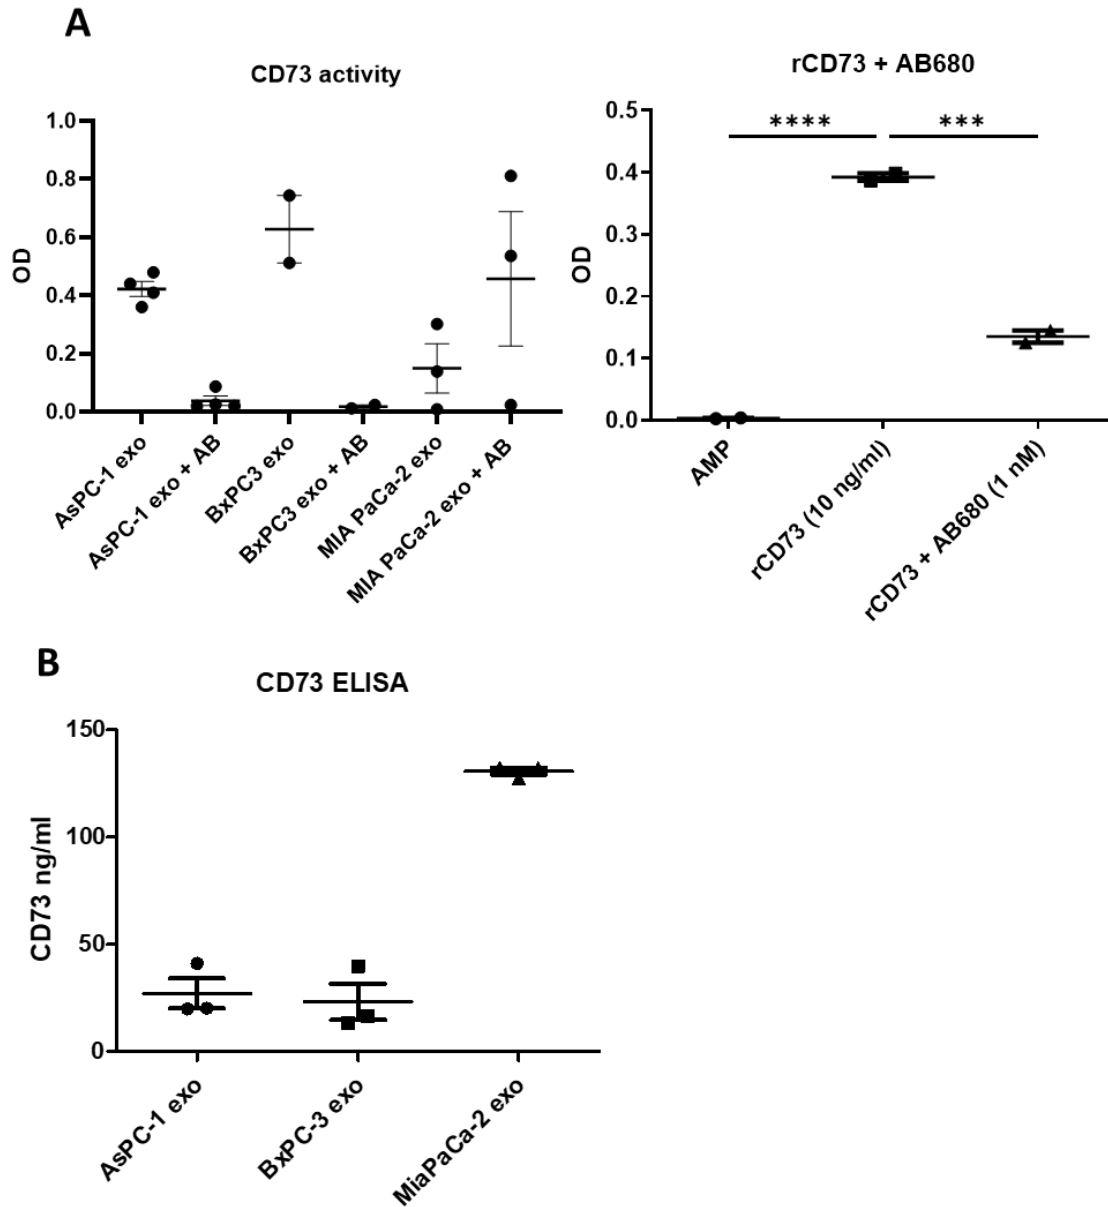 A
CD73 activity
OD
1.0
0.8
0.6
0.4
0.2
0.0
AsPC-1 exo
AsPC-1 exo + AB
BxPC3 exo
BxPC3 exo + AB
MIA PaCa-2 exo
MIA PaCa-2 exo + AB
rCD73 + AB680
OD
0.5
0.4
0.3
0.2
0.1
0.0
**** ***
AMP
rCD73 (10 ng/ml)
rCD73 + AB680 (1 nM)
B
CD73 ELISA
CD73 ng/ml
150
100
50
0
AsPC-1 exo
BxPC-3 exo
MiaPaCa-2 exo